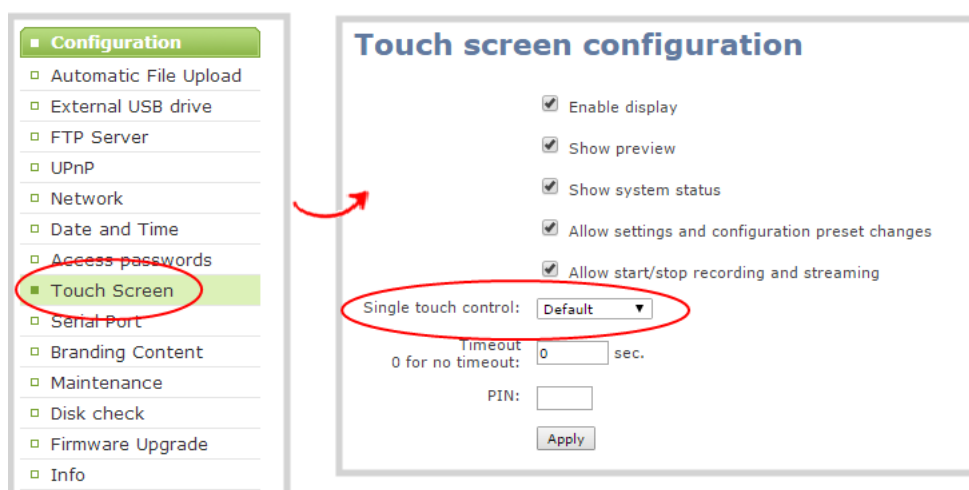 Configuration
Automatic File Upload
External USB drive
FTP Server
UPnP
Network
Date and Time
Access passwords
Touch Screen
Serial Port
Branding Content
Maintenance
Disk check
Firmware Upgrade
Info
Touch screen configuration
Enable display
Show preview
Show system status
Allow settings and configuration preset changes
Allow start/stop recording and streaming
Single touch control: Default
Timeout
0 for no timeout: 0 sec.
PIN:
Apply